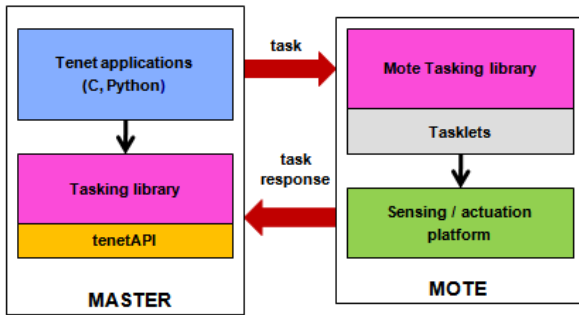 Tenet applications
(C, Python)
Tasking library
tenetAPI
MASTER
task
task
response
Mote Tasking library
Tasklets
Sensing / actuation
platform
MOTE